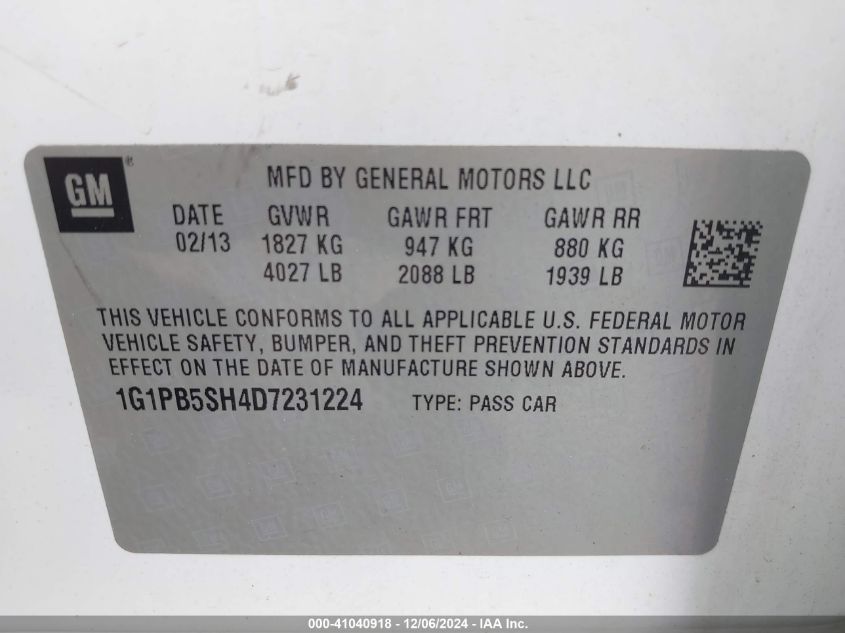 GM®
MFD BY GENERAL MOTORS LLC
DATE GVWR GAWR FRT GAWR RR
02/13 1827 KG 947 KG 880 KG
4027 LB 2088 LB 1939 LB
THIS VEHICLE CONFORMS TO ALL APPLICABLE U.S. FEDERAL MOTOR
VEHICLE SAFETY, BUMPER, AND THEFT PREVENTION STANDARDS IN
EFFECT ON THE DATE OF MANUFACTURE SHOWN ABOVE.
1G1PB5SH4D7231224 TYPE: PASS CAR
000-41040918 - 12/06/2024 - IAA Inc.